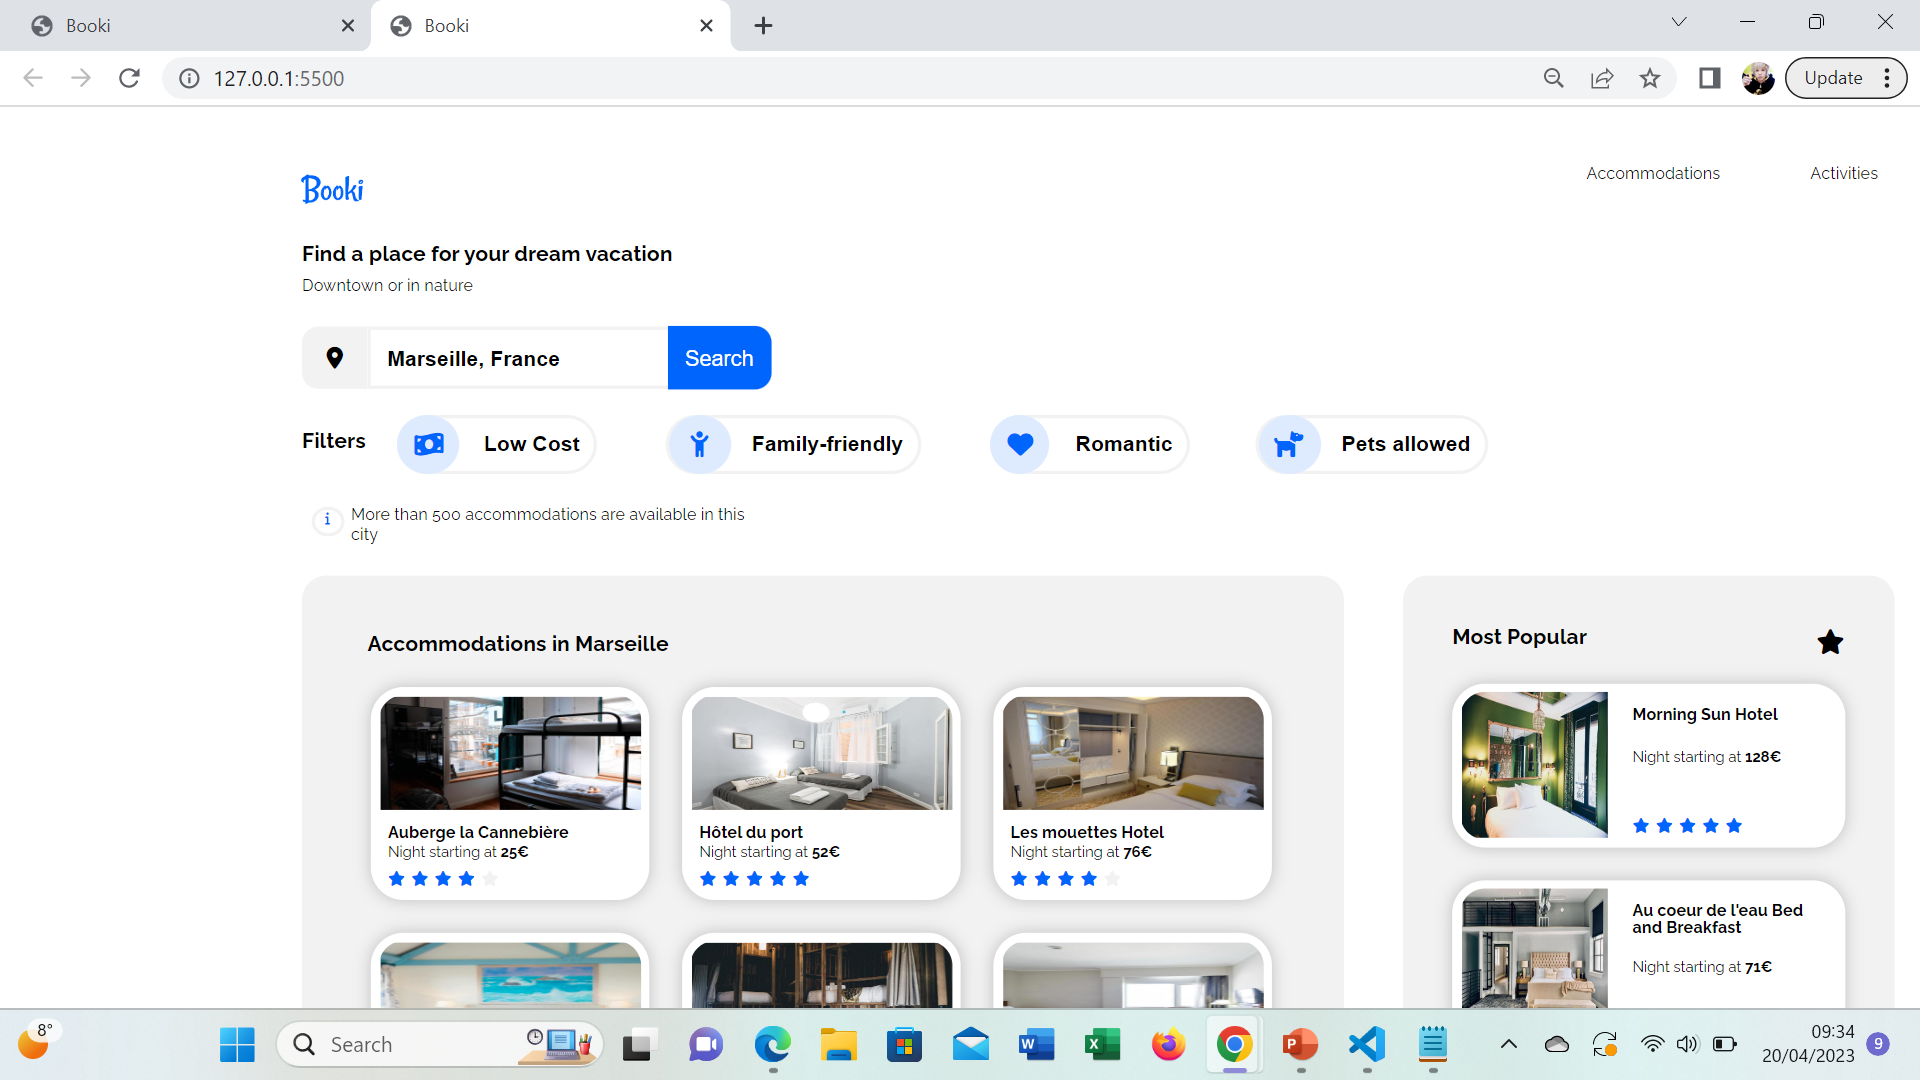 Booki
Booki
127.0.0.1:5500
Update
Booki
Accommodations
Activities
Find a place for your dream vacation
Downtown or in nature
Marseille, France
Search
Filters
Low Cost
Family-friendly
Romantic
Pets allowed
i
More than 500 accommodations are available in this
city
Accommodations in Marseille
Auberge la Cannebière
Night starting at 25€
Hôtel du port
Night starting at 52€
Les mouettes Hotel
Night starting at 76€
Most Popular
Morning Sun Hotel
Night starting at 128€
Au coeur de l'eau Bed
and Breakfast
Night starting at 71€
8°
Search
W
X
P
09:34
20/04/2023
9